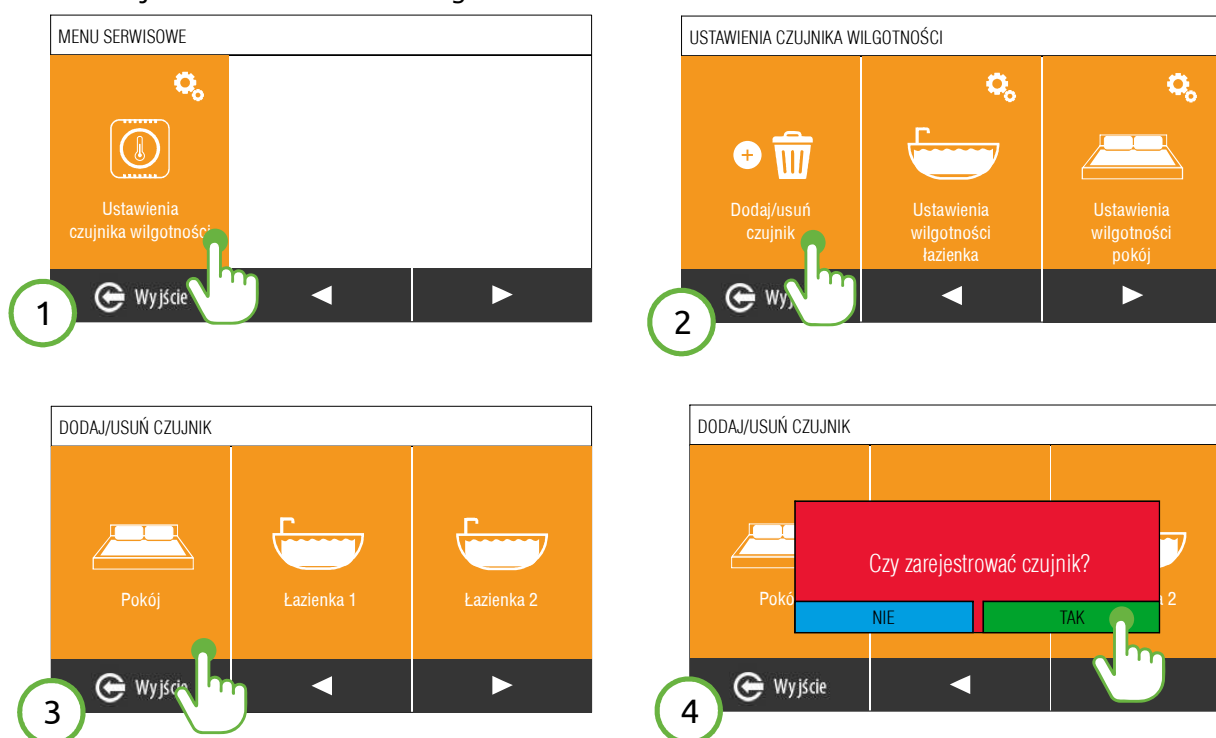 MENU SERWISOWE
Ustawienia
czujnika wilgotności
Wyjście
1
USTAWIENIA CZUJNIKA WILGOTNOŚCI
Dodaj/usuń
czujnik
Ustawienia
wilgotności
łazienka
Ustawienia
wilgotności
pokój
2
DODAJ/USUŃ CZUJNIK
Pokój
Łazienka 1
Łazienka 2
Wyjście
3
DODAJ/USUŃ CZUJNIK
Czy zarejestrować czujnik?
NIE
TAK
2
Wyjście
4